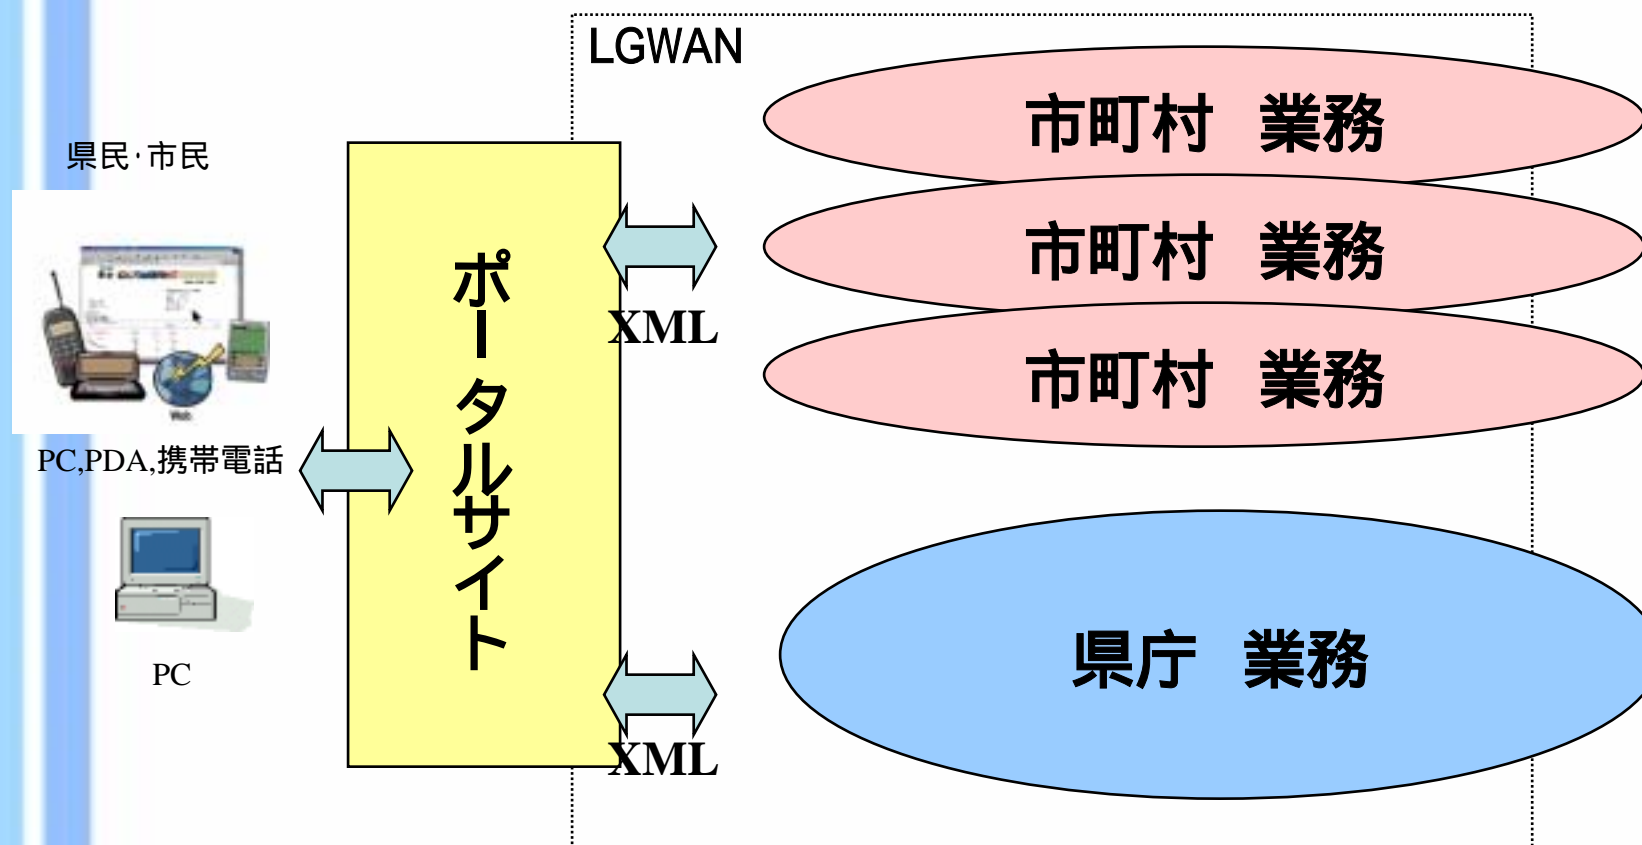 LGWAN
県民・市民
Web
PC,PDA,携帯電話
PC
ポータルサイト
XML
XML
市町村 業務
市町村 業務
市町村 業務
県庁 業務